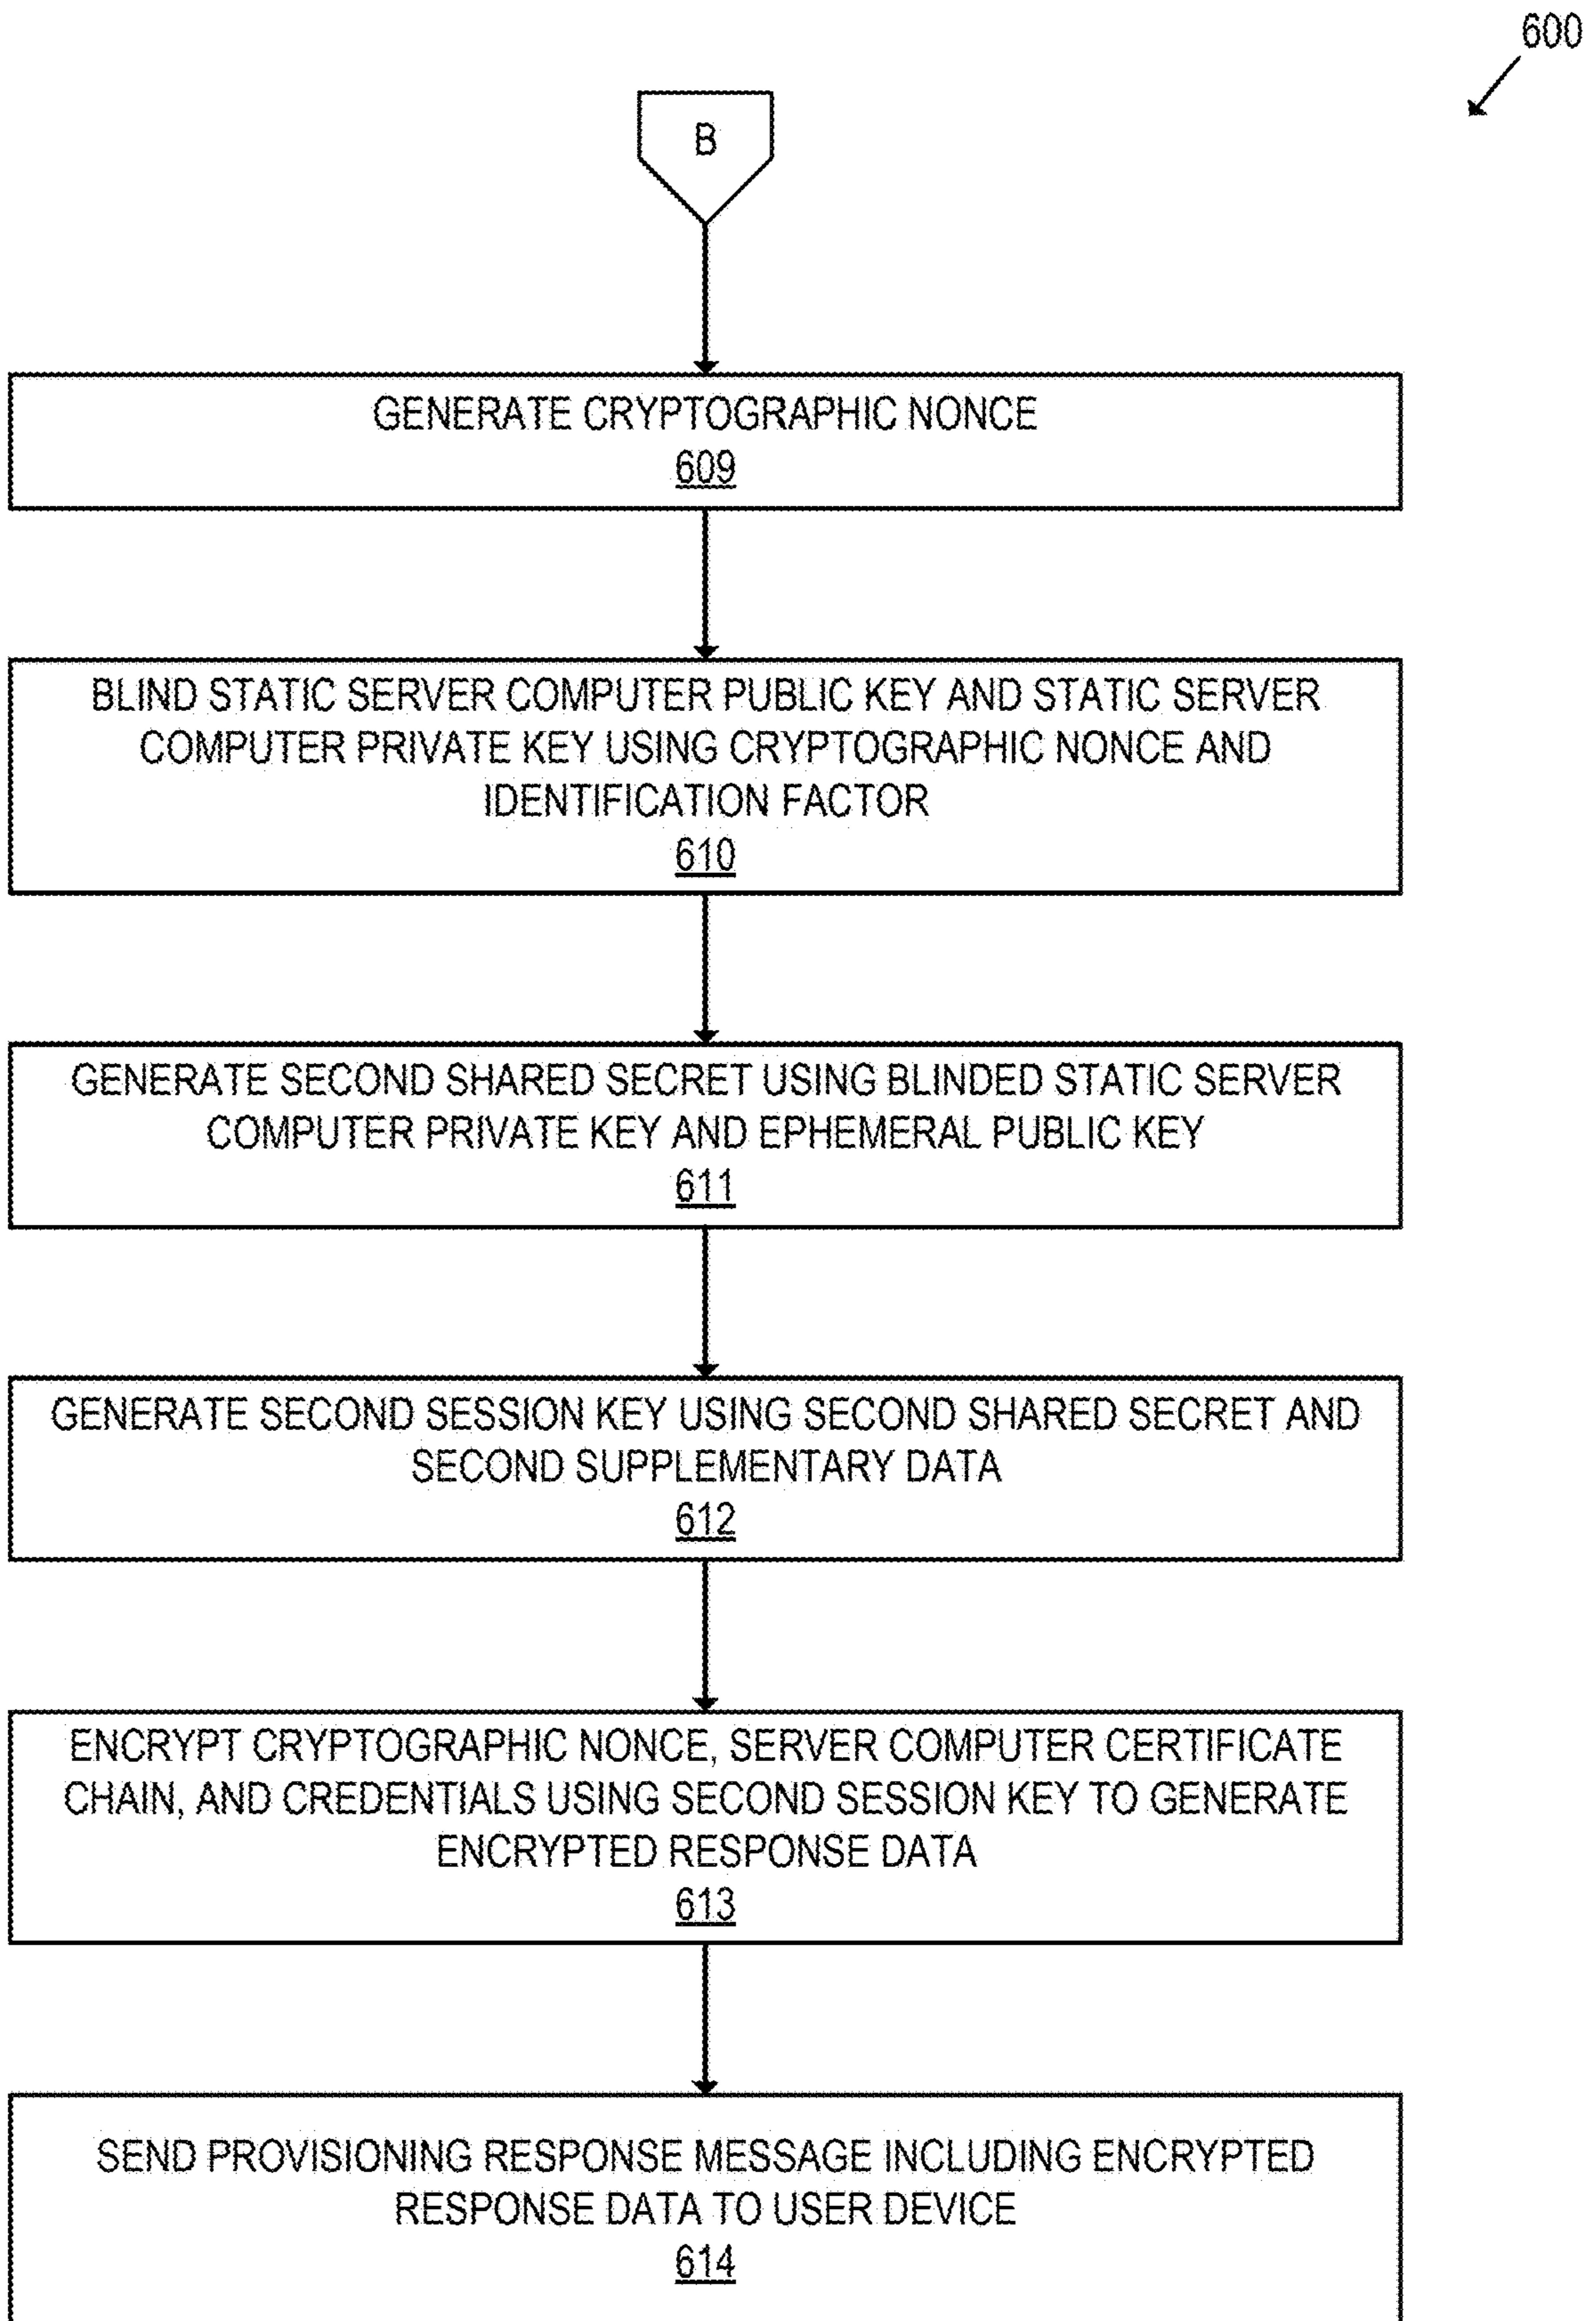 600
B
GENERATE CRYPTOGRAPHIC NONCE
609
BLIND STATIC SERVER COMPUTER PUBLIC KEY AND STATIC SERVER
COMPUTER PRIVATE KEY USING CRYPTOGRAPHIC NONCE AND
IDENTIFICATION FACTOR
610
GENERATE SECOND SHARED SECRET USING BLINDED STATIC SERVER
COMPUTER PRIVATE KEY AND EPHEMERAL PUBLIC KEY
611
GENERATE SECOND SESSION KEY USING SECOND SHARED SECRET AND
SECOND SUPPLEMENTARY DATA
612
ENCRYPT CRYPTOGRAPHIC NONCE, SERVER COMPUTER CERTIFICATE
CHAIN, AND CREDENTIALS USING SECOND SESSION KEY TO GENERATE
ENCRYPTED RESPONSE DATA
613
SEND PROVISIONING RESPONSE MESSAGE INCLUDING ENCRYPTED
RESPONSE DATA TO USER DEVICE
614